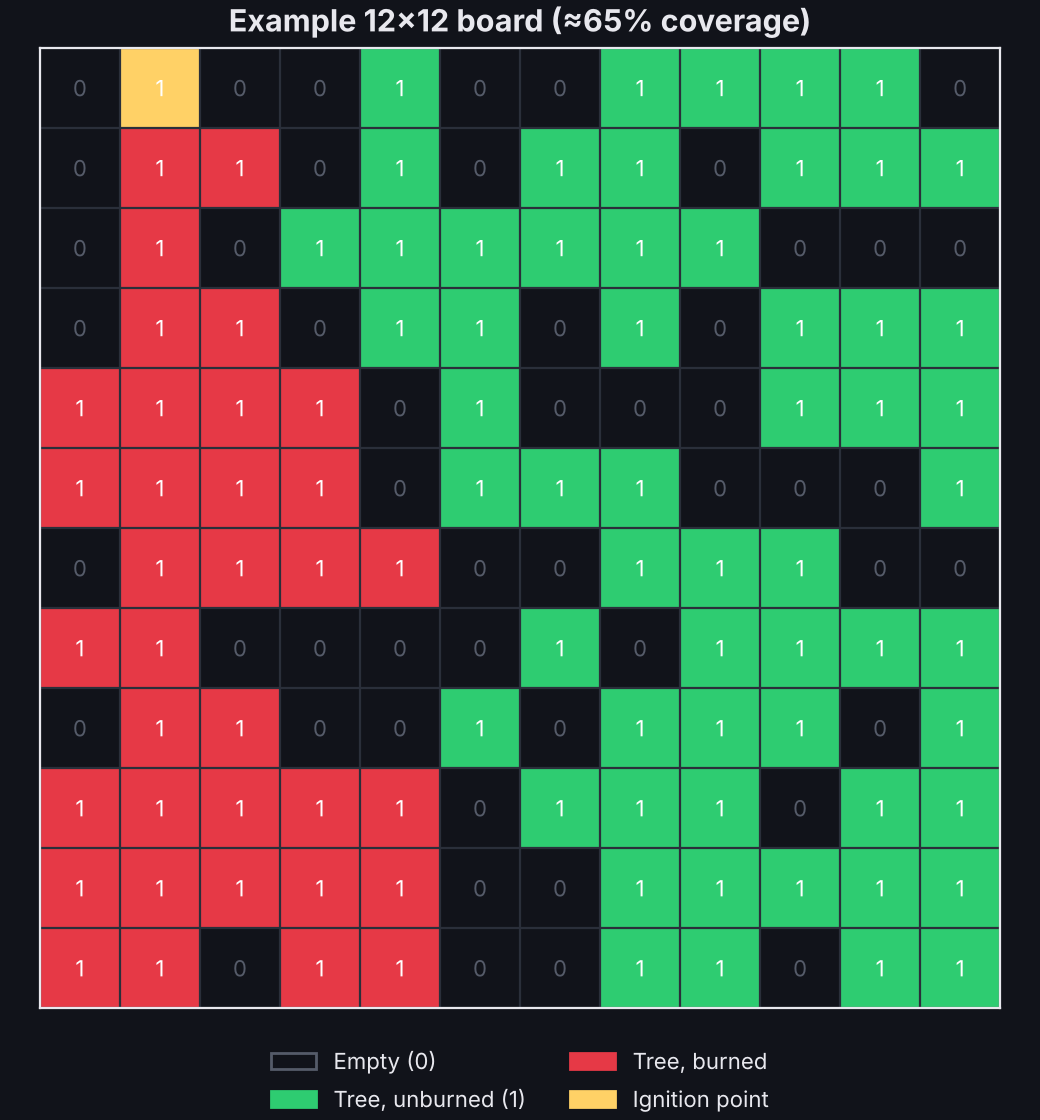 Example 12×12 board (≈65% coverage)
0 1 0 0 1 0 0 1 1 1 1 0
0 1 1 0 1 0 1 1 0 1 1 1
0 1 0 1 1 1 1 1 1 0 0 0
0 1 1 0 1 1 0 1 0 1 1 1
1 1 1 1 0 1 0 0 0 1 1 1
1 1 1 1 0 1 1 1 0 0 0 1
0 1 1 1 1 0 0 1 1 1 0 0
1 1 0 0 0 0 1 0 1 1 1 1
0 1 1 0 0 1 0 1 1 1 0 1
1 1 1 1 1 0 1 1 1 0 1 1
1 1 1 1 1 0 0 1 1 1 1 1
1 1 0 1 1 0 0 1 1 0 1 1
Empty (0)
Tree, unburned (1)
Tree, burned
Ignition point